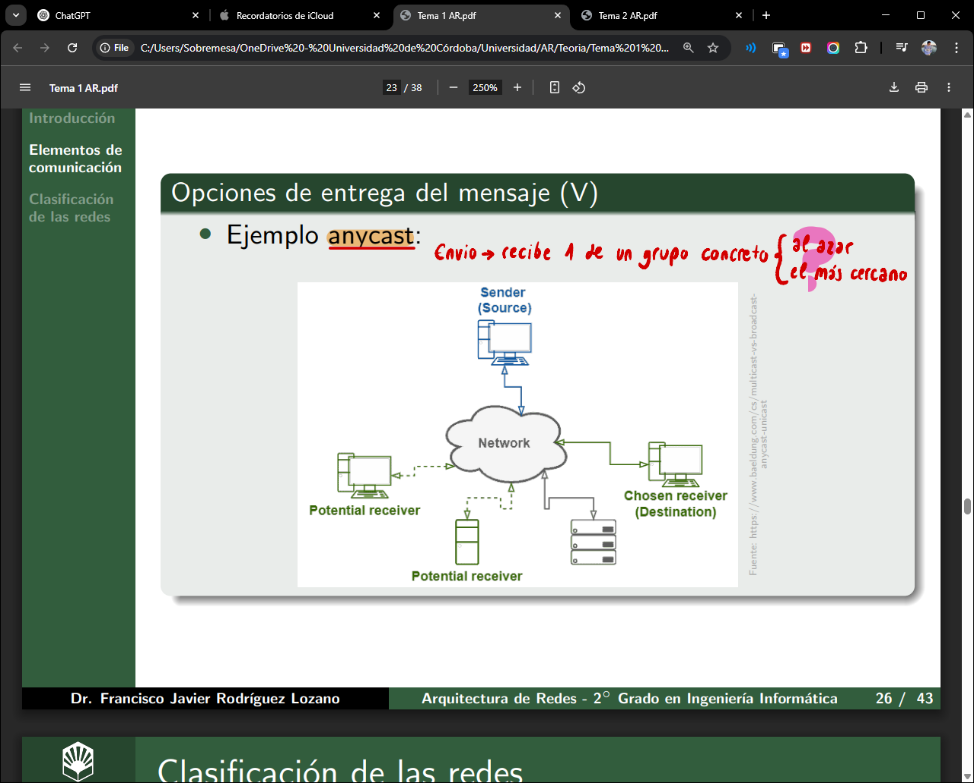 ChatGPT
Recordatorios de iCloud
Tema 1 AR.pdf
Tema 2 AR.pdf
File
C:/Users/Sobremesa/OneDrive%20-%20Universidad%20de%20Córdoba/Universidad/AR/Teoria/Tema%201%20...
Tema 1 AR.pdf
23 / 38
250%
Introducción
Elementos de
comunicación
Clasificación
de las redes
Opciones de entrega del mensaje (V)
• Ejemplo anycast:
Envio → recibe 1 de un grupo concreto { al azar
el más cercano
?
Sender
(Source)
Network
Potential receiver
Chosen receiver
(Destination)
Potential receiver
Fuente: https://www.baeldung.com/cs/multicast-vs-broadcast-
anycast-unicast
Dr. Francisco Javier Rodríguez Lozano
Arquitectura de Redes - 2° Grado en Ingeniería Informática
26 / 43
Clasificación de las redes